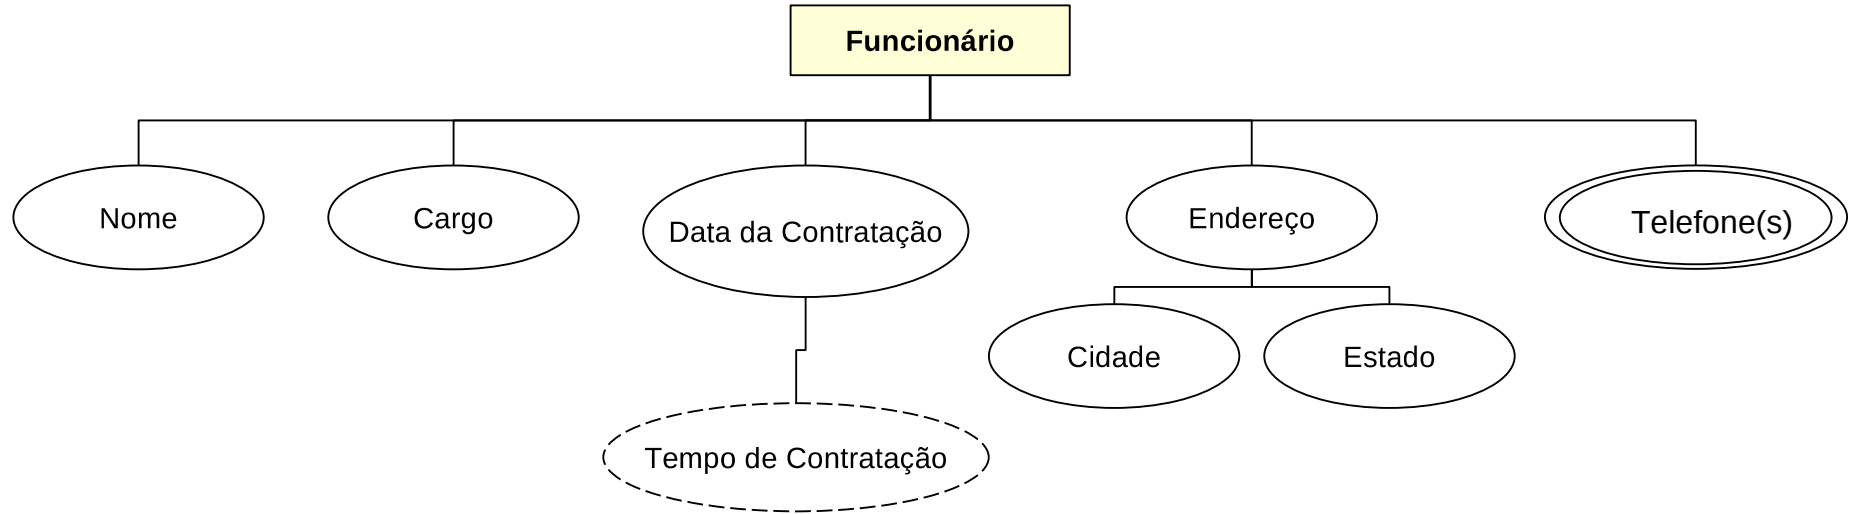 Funcionário
Nome
Cargo
Data da Contratação
Endereço
Telefone(s)
Cidade
Estado
Tempo de Contratação